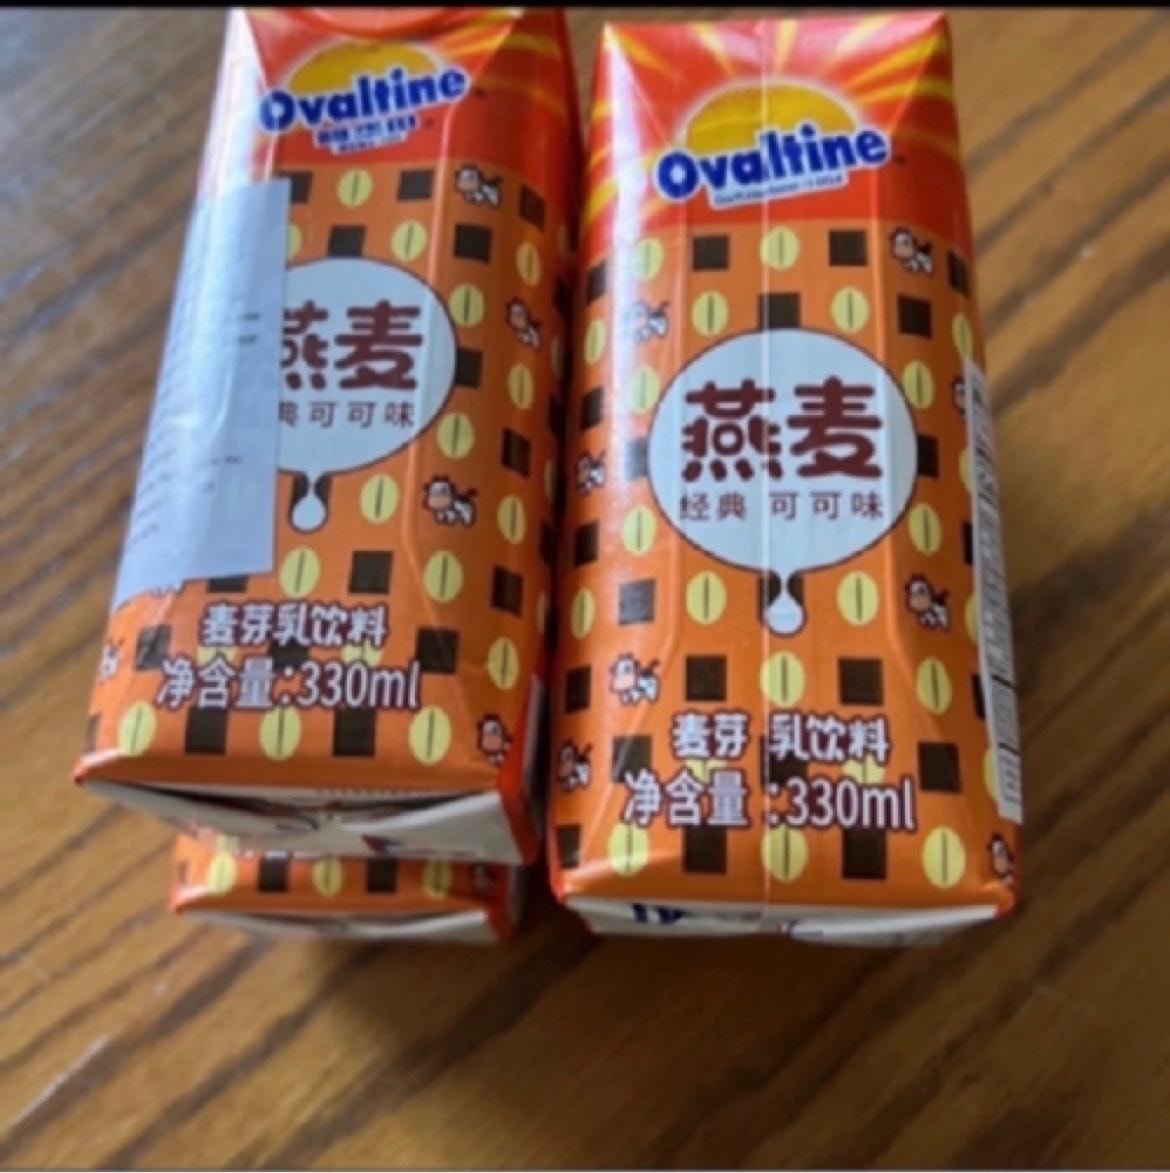 Ovaltine
燕麦
典可可味
麦芽乳饮料
净含量:330ml
Ovaltine
燕麦
经典可可味
麦芽乳饮料
净含量:330ml